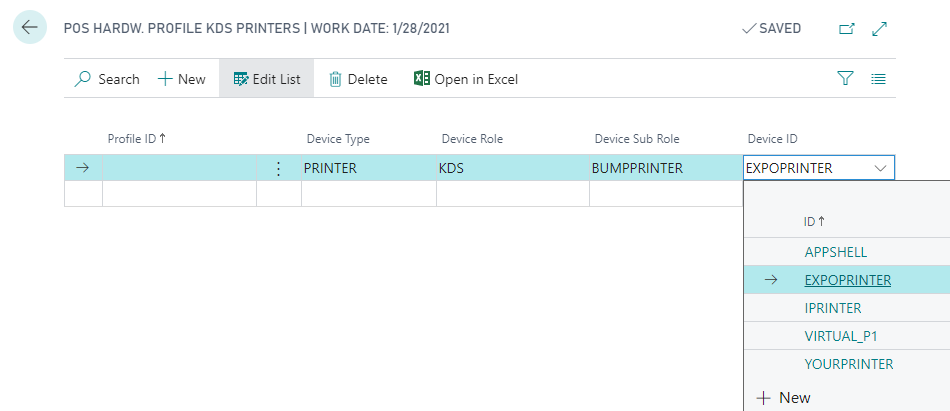 POS HARDW. PROFILE KDS PRINTERS | WORK DATE: 1/28/2021 SAVED
Search New Edit List Delete Open in Excel
Profile ID ↑ Device Type Device Role Device Sub Role Device ID
PRINTER KDS BUMPPRINTER EXPOPRINTER
ID ↑
APPSHELL
EXPOPRINTER
IPRINTER
VIRTUAL_P1
YOURPRINTER
New